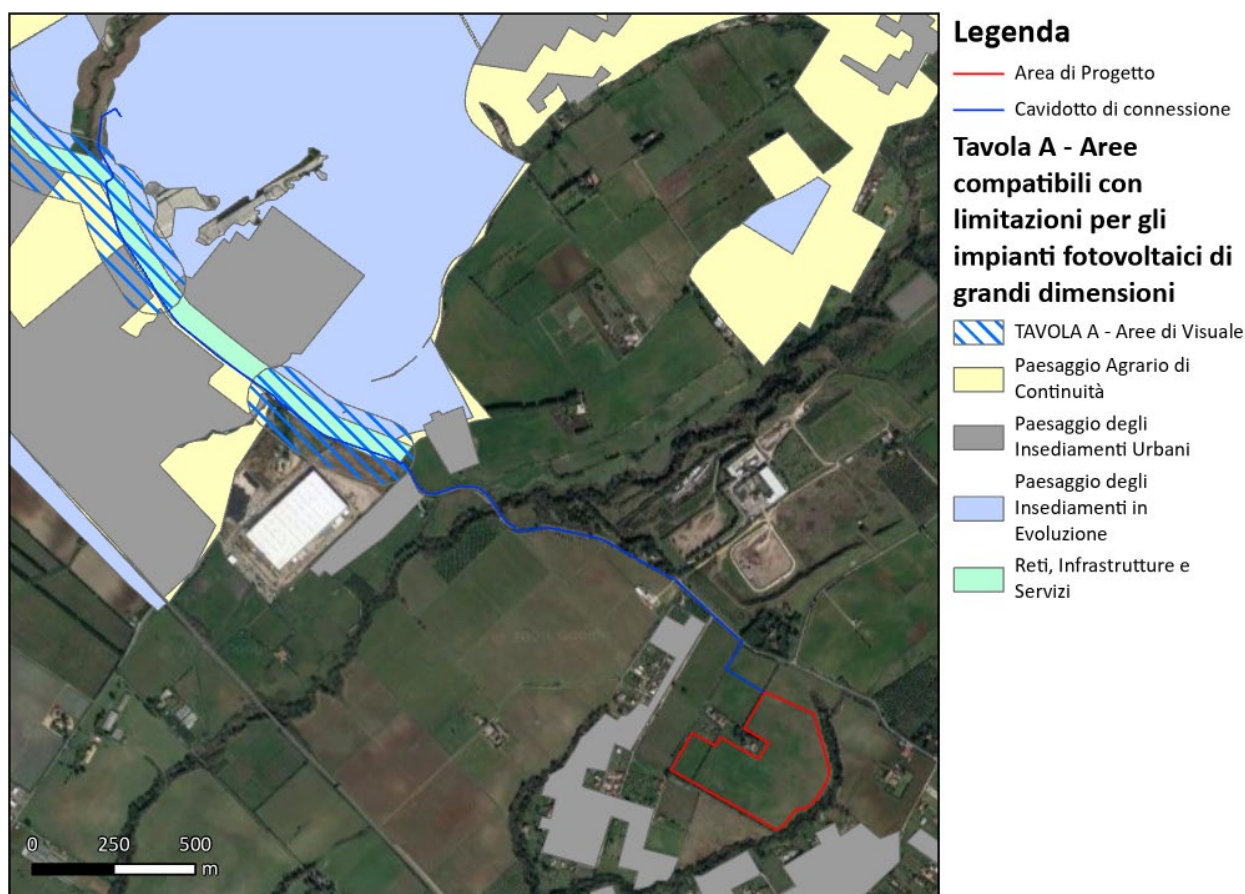 Legenda
Area di Progetto
Cavidotto di connessione
Tavola A - Aree
compatibili con
limitazioni per gli
impianti fotovoltaici di
grandi dimensioni
TAVOLA A - Aree di Visuale
Paesaggio Agrario di
Continuità
Paesaggio degli
Insediamenti Urbani
Paesaggio degli
Insediamenti in
Evoluzione
Reti, Infrastrutture e
Servizi
0 250 500
m